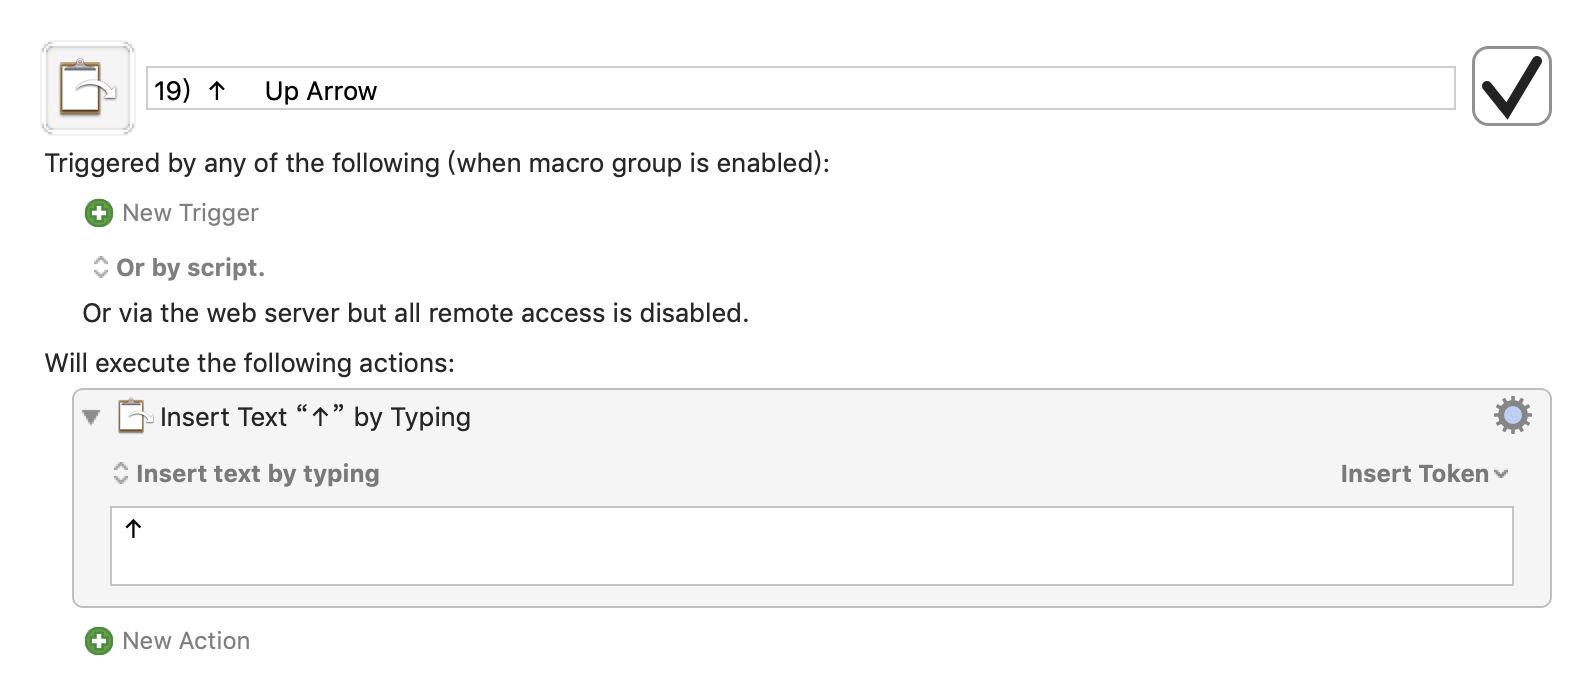 19) ↑ Up Arrow
Triggered by any of the following (when macro group is enabled):
New Trigger
Or by script.
Or via the web server but all remote access is disabled.
Will execute the following actions:
Insert Text “↑” by Typing
Insert text by typing Insert Token
↑
New Action